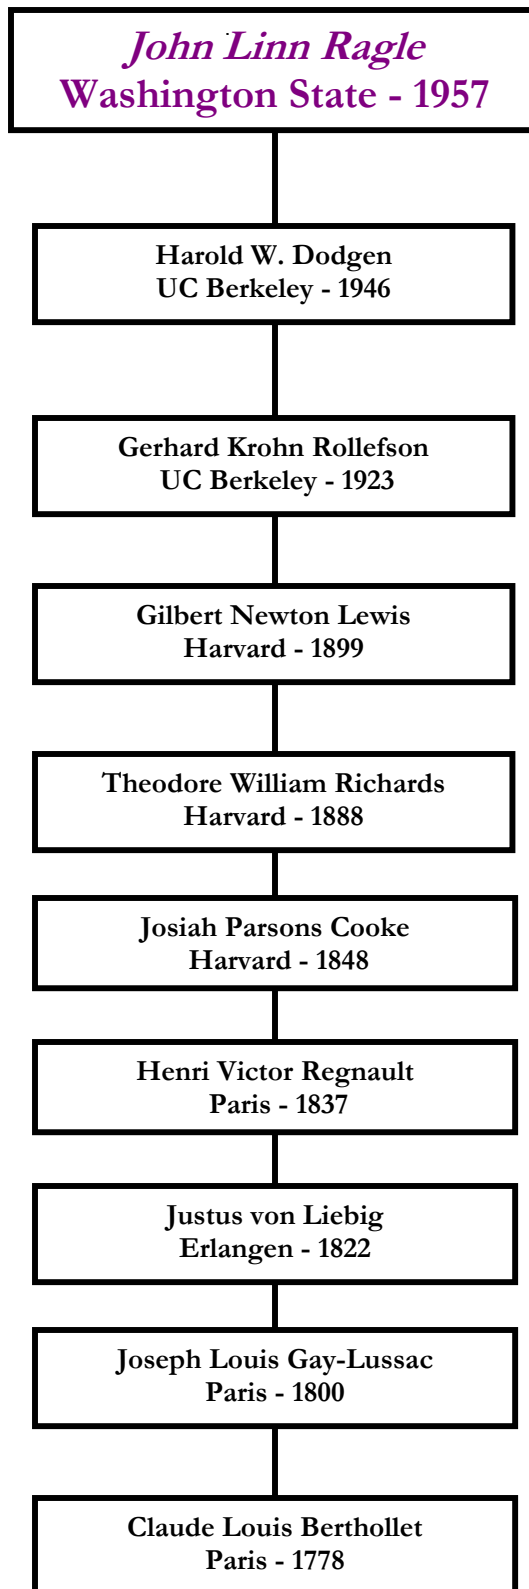 John Linn Ragle
Washington State - 1957
Harold W. Dodgen
UC Berkeley - 1946
Gerhard Krohn Rollefson
UC Berkeley - 1923
Gilbert Newton Lewis
Harvard - 1899
Theodore William Richards
Harvard - 1888
Josiah Parsons Cooke
Harvard - 1848
Henri Victor Regnault
Paris - 1837
Justus von Liebig
Erlangen - 1822
Joseph Louis Gay-Lussac
Paris - 1800
Claude Louis Berthollet
Paris - 1778